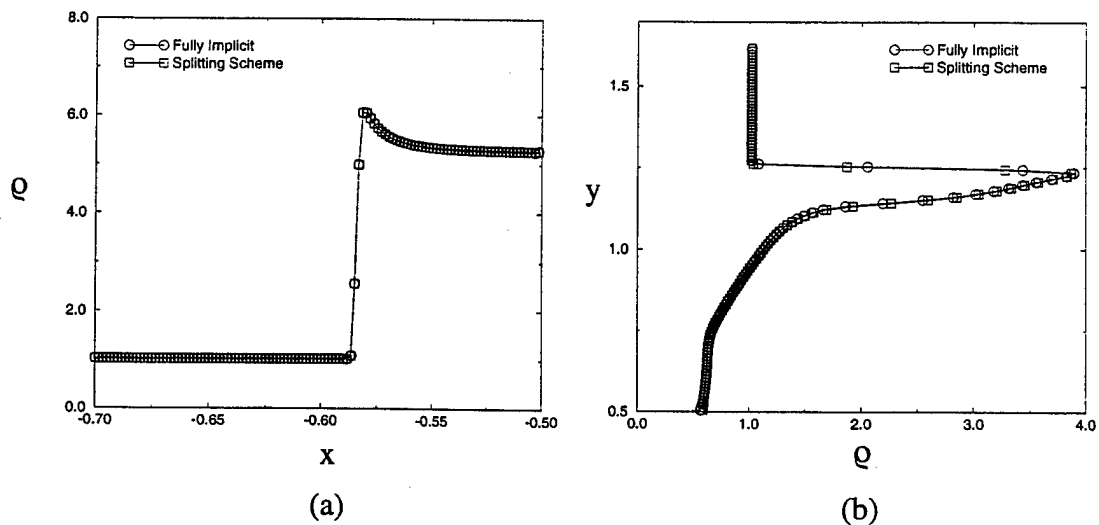 8.0
6.0
4.0
2.0
0.0
ϱ
Fully Implicit
Splitting Scheme
-0.70
-0.65
-0.60
-0.55
-0.50
x
(a)
1.5
1.0
0.5
y
Fully Implicit
Splitting Scheme
0.0
1.0
2.0
3.0
4.0
ϱ
(b)